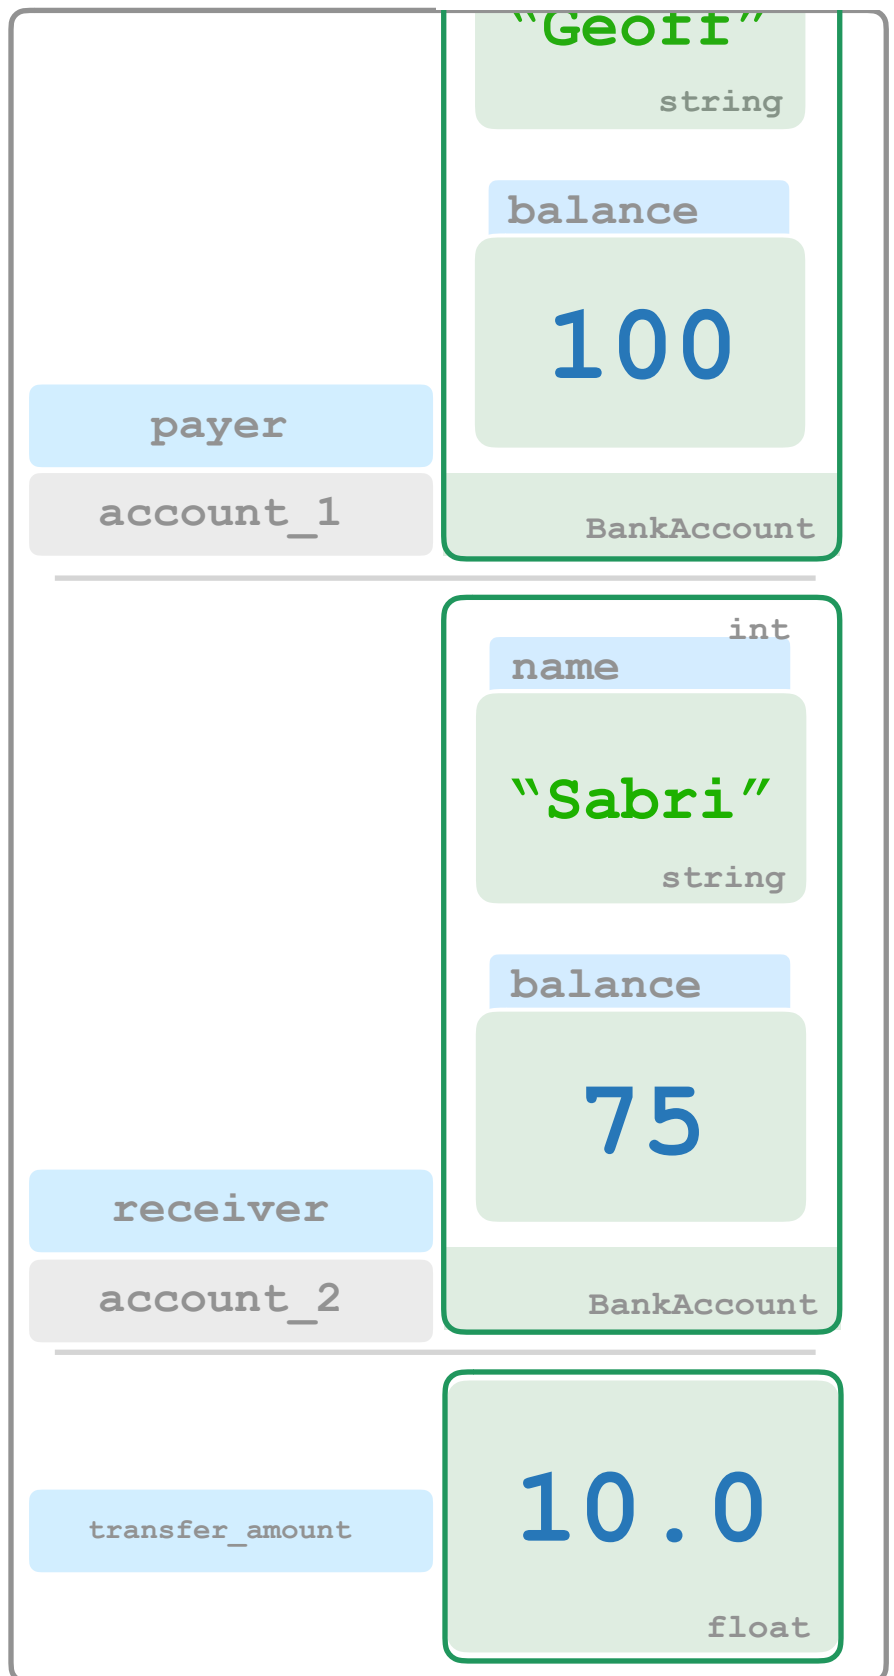 “Geoff”
string
balance
100
payer
account_1
BankAccount
int
name
“Sabri”
string
balance
75
receiver
account_2
BankAccount
10.0
transfer_amount
float